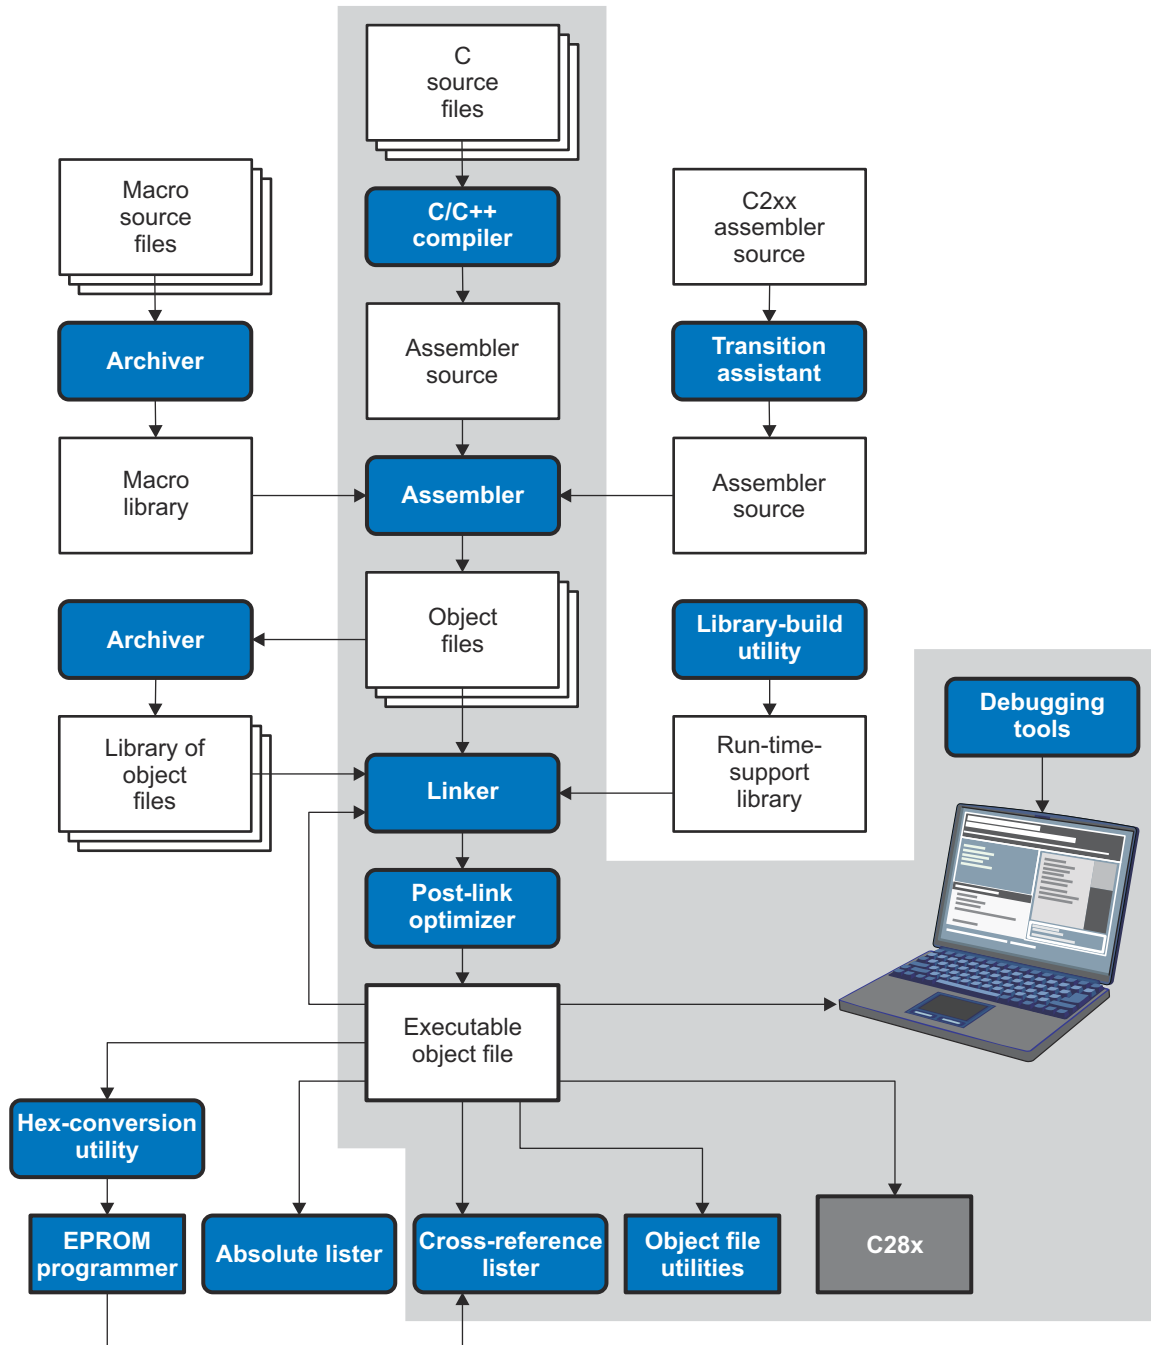 C
source
files
Macro
source
files
C/C++
compiler
C2xx
assembler
source
Archiver
Assembler
source
Transition
assistant
Macro
library
Assembler
Assembler
source
Archiver
Object
files
Library-build
utility
Debugging
tools
Library of
object
files
Linker
Run-time-
support
library
Post-link
optimizer
Executable
object file
Hex-conversion
utility
EPROM
programmer
Absolute lister
Cross-reference
lister
Object file
utilities
C28x